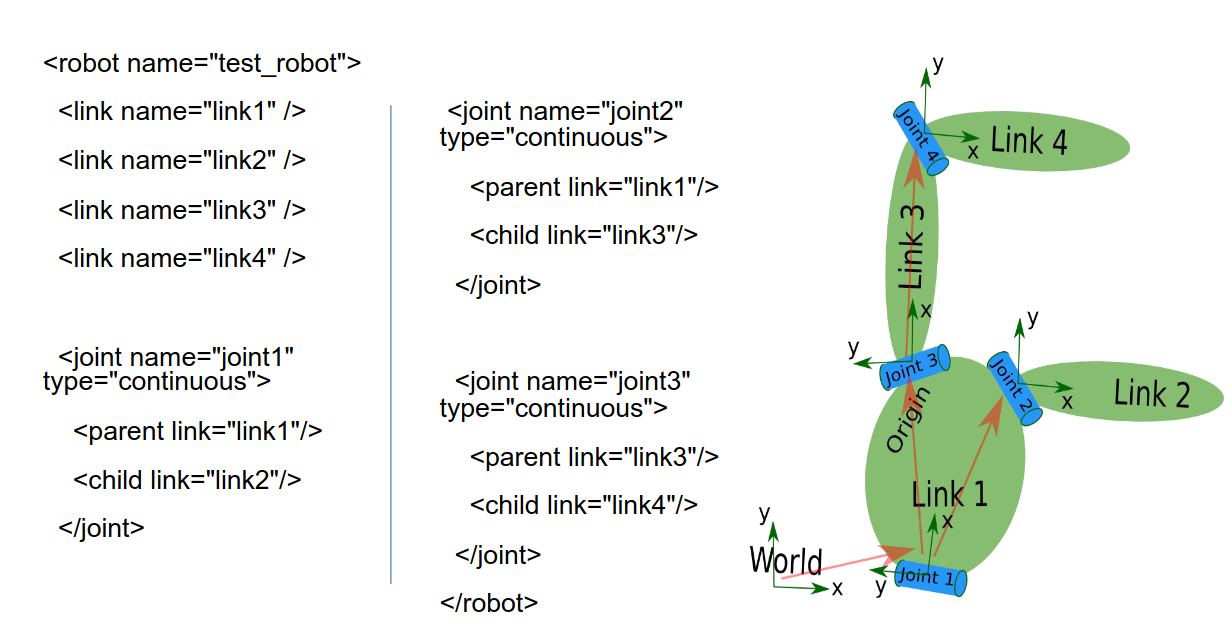 <robot name="test_robot">
<link name="link1" />
<link name="link2" />
<link name="link3" />
<link name="link4" />
<joint name="joint1"
type="continuous">
<parent link="link1"/>
<child link="link2"/>
</joint>
<joint name="joint2"
type="continuous">
<parent link="link1"/>
<child link="link3"/>
</joint>
<joint name="joint3"
type="continuous">
<parent link="link3"/>
<child link="link4"/>
</joint>
</robot>
y
Joint 4
x
Link 4
Link 3
x
y
Joint 3
Origin
y
Joint 2
x
Link 2
Link 1
x
y
Joint 1
y
World
x